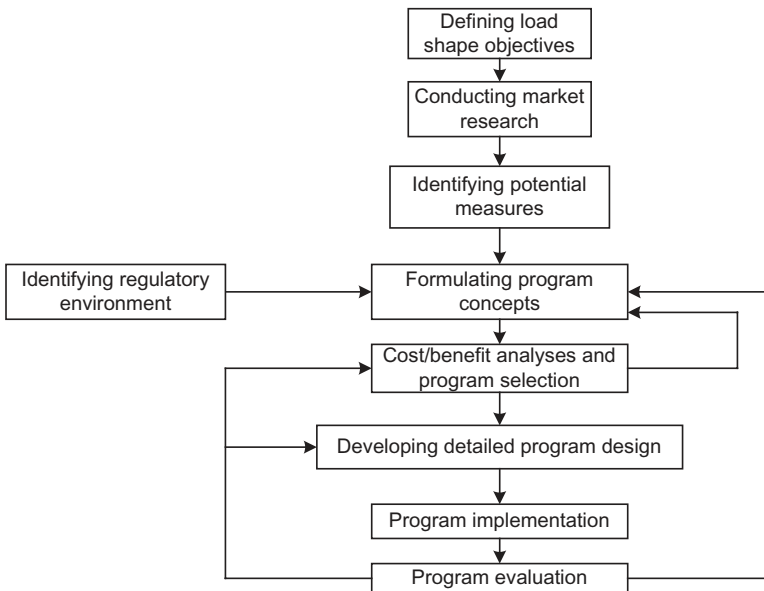 Defining load
shape objectives
Conducting market
research
Identifying potential
measures
Identifying regulatory
environment
Formulating program
concepts
Cost/benefit analyses and
program selection
Developing detailed program design
Program implementation
Program evaluation